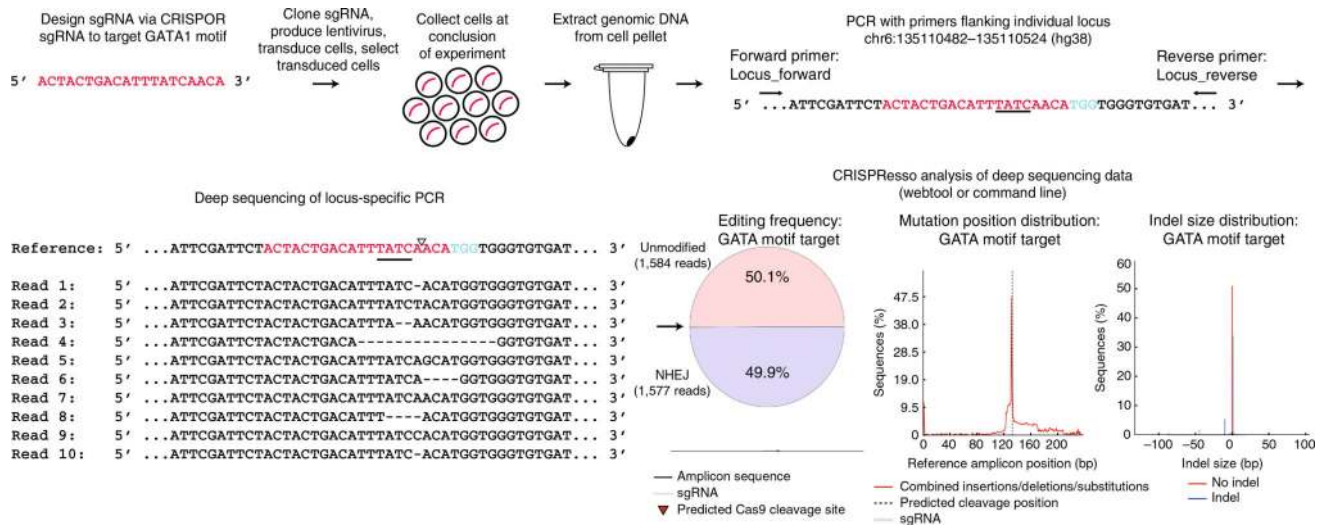 Design sgRNA via CRISPOR
sgRNA to target GATA1 motif
5′ ACTACTGACATTTATCAACA 3′
Clone sgRNA,
produce lentivirus,
transduce cells, select
transduced cells
Collect cells at
conclusion
of experiment
Extract genomic DNA
from cell pellet
PCR with primers flanking individual locus
chr6:135110482–135110524 (hg38)
Forward primer:
Locus_forward
Reverse primer:
Locus_reverse
5′ ...ATTCGATTCTACTACTGACATTTATCAACATGGTGGGTGTGAT... 3′
Deep sequencing of locus-specific PCR
Reference: 5′ ...ATTCGATTCTACTACTGACATTTATCAACATGGTGGGTGTGAT... 3′
Read 1: 5′ ...ATTCGATTCTACTACTGACATTTATC-ACATGGTGGGTGTGAT... 3′
Read 2: 5′ ...ATTCGATTCTACTACTGACATTTATCTACATGGTGGGTGTGAT... 3′
Read 3: 5′ ...ATTCGATTCTACTACTGACATTTA--AACATGGTGGGTGTGAT... 3′
Read 4: 5′ ...ATTCGATTCTACTACTGACA----------------GGTGTGAT... 3′
Read 5: 5′ ...ATTCGATTCTACTACTGACATTTATCAGCATGGTGGGTGTGAT... 3′
Read 6: 5′ ...ATTCGATTCTACTACTGACATTTATCA----GGTGGGTGTGAT... 3′
Read 7: 5′ ...ATTCGATTCTACTACTGACATTTATCAACATGGTGGGTGTGAT... 3′
Read 8: 5′ ...ATTCGATTCTACTACTGACATTT----ACATGGTGGGTGTGAT... 3′
Read 9: 5′ ...ATTCGATTCTACTACTGACATTTATCCACATGGTGGGTGTGAT... 3′
Read 10: 5′ ...ATTCGATTCTACTACTGACATTTATC-ACATGGTGGGTGTGAT... 3′
CRISPResso analysis of deep sequencing data
(webtool or command line)
Editing frequency:
GATA motif target
Unmodified
(1,584 reads)
50.1%
49.9%
NHEJ
(1,577 reads)
Amplicon sequence
sgRNA
Predicted Cas9 cleavage site
Mutation position distribution:
GATA motif target
Sequences (%)
47.5
38.0
28.5
19.0
9.5
0
0 40 80 120 160 200
Reference amplicon position (bp)
Combined insertions/deletions/substitutions
Predicted cleavage position
sgRNA
Indel size distribution:
GATA motif target
Sequences (%)
60
50
40
30
20
10
0
−100 −50 0 50 100
Indel size (bp)
No indel
Indel